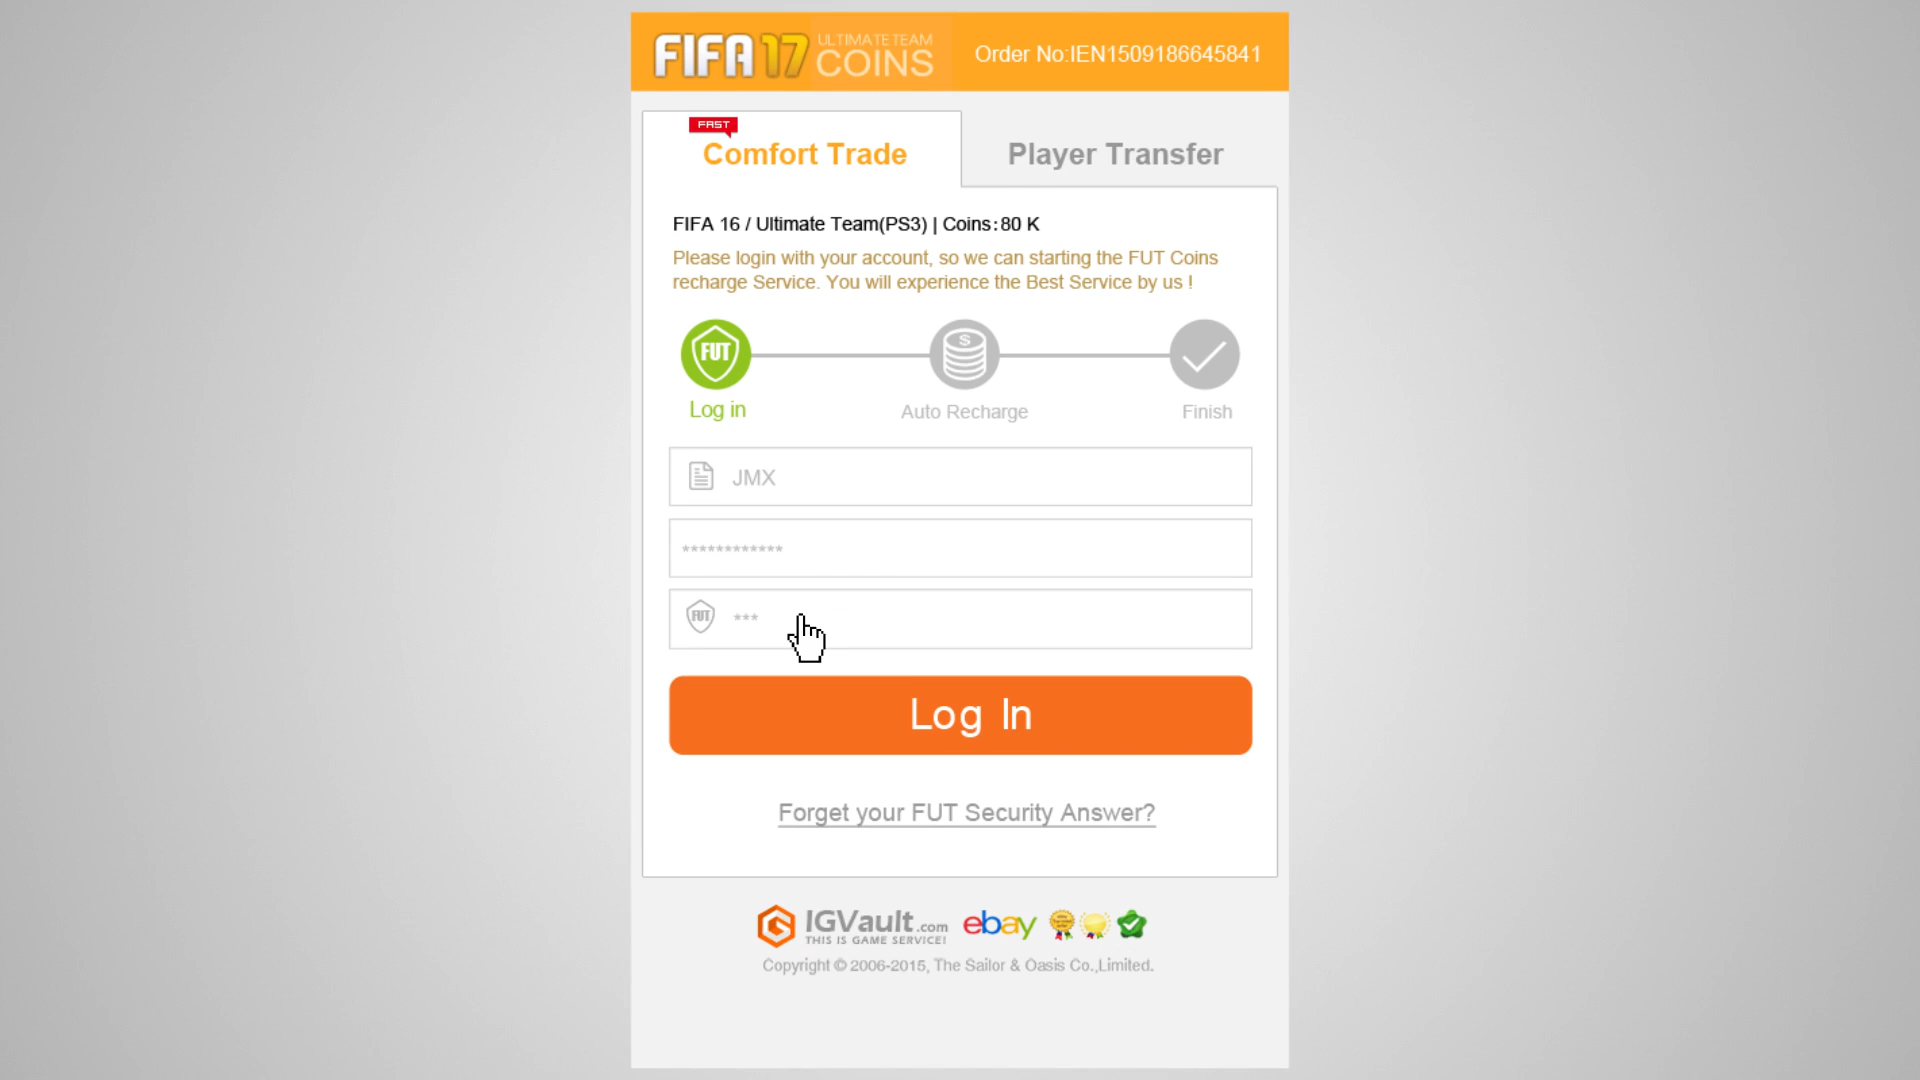 FIFA 17 ULTIMATE TEAM COINS
Order No:IEN1509186645841
FAST
Comfort Trade
Player Transfer
FIFA 16 / Ultimate Team(PS3) | Coins:80 K
Please login with your account, so we can starting the FUT Coins
recharge Service. You will experience the Best Service by us !
FUT
$
Log in
Auto Recharge
Finish
JMX
************
FUT
***
Log In
Forget your FUT Security Answer?
IGVault.com
THIS IS GAME SERVICE!
ebay
Copyright © 2006-2015, The Sailor & Oasis Co.,Limited.